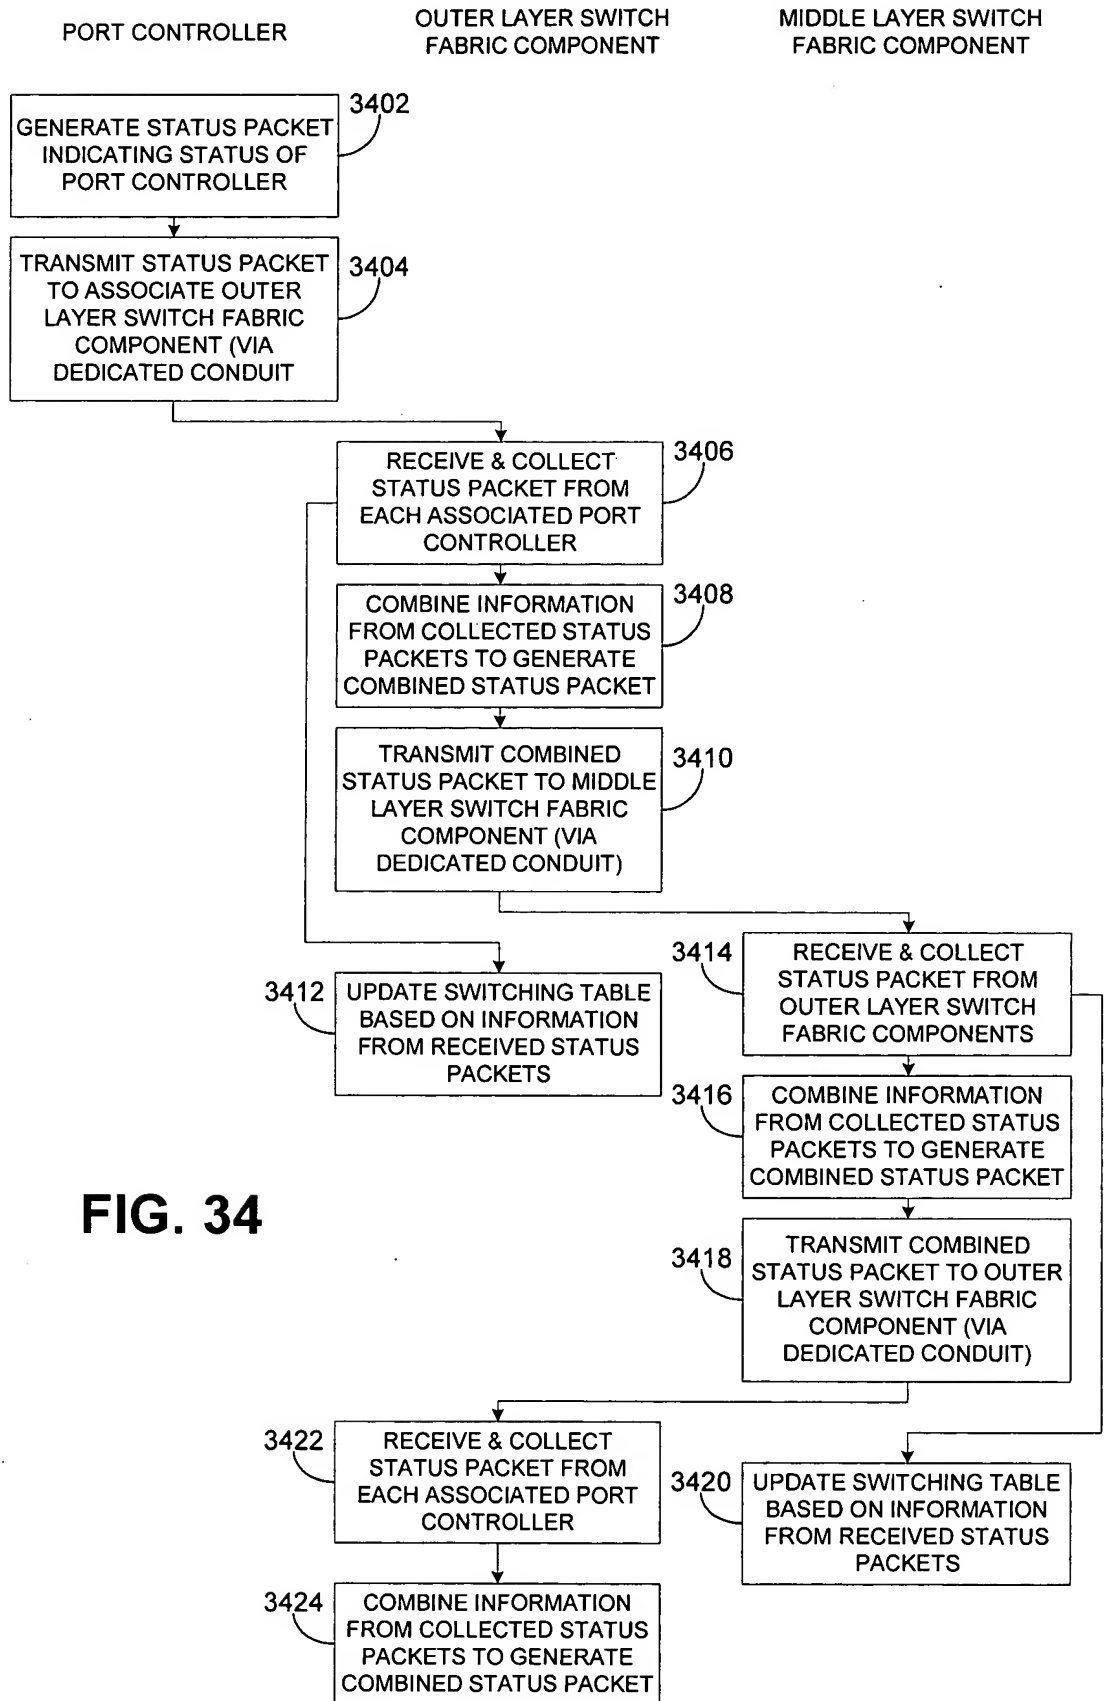 PORT CONTROLLER
OUTER LAYER SWITCH
FABRIC COMPONENT
MIDDLE LAYER SWITCH
FABRIC COMPONENT
3402
GENERATE STATUS PACKET
INDICATING STATUS OF
PORT CONTROLLER
3404
TRANSMIT STATUS PACKET
TO ASSOCIATE OUTER
LAYER SWITCH FABRIC
COMPONENT (VIA
DEDICATED CONDUIT
3406
RECEIVE & COLLECT
STATUS PACKET FROM
EACH ASSOCIATED PORT
CONTROLLER
3408
COMBINE INFORMATION
FROM COLLECTED STATUS
PACKETS TO GENERATE
COMBINED STATUS PACKET
3410
TRANSMIT COMBINED
STATUS PACKET TO MIDDLE
LAYER SWITCH FABRIC
COMPONENT (VIA
DEDICATED CONDUIT)
3412
UPDATE SWITCHING TABLE
BASED ON INFORMATION
FROM RECEIVED STATUS
PACKETS
3414
RECEIVE & COLLECT
STATUS PACKET FROM
OUTER LAYER SWITCH
FABRIC COMPONENTS
3416
COMBINE INFORMATION
FROM COLLECTED STATUS
PACKETS TO GENERATE
COMBINED STATUS PACKET
FIG. 34
3418
TRANSMIT COMBINED
STATUS PACKET TO OUTER
LAYER SWITCH FABRIC
COMPONENT (VIA
DEDICATED CONDUIT)
3422
RECEIVE & COLLECT
STATUS PACKET FROM
EACH ASSOCIATED PORT
CONTROLLER
3420
UPDATE SWITCHING TABLE
BASED ON INFORMATION
FROM RECEIVED STATUS
PACKETS
3424
COMBINE INFORMATION
FROM COLLECTED STATUS
PACKETS TO GENERATE
COMBINED STATUS PACKET